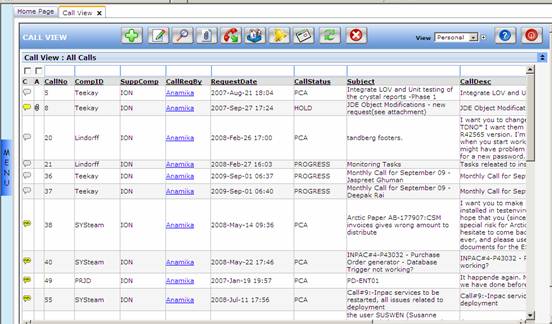 Home Page Call View x
CALL VIEW View Personal
Call View : All Calls
C A CallNo CompID SuppComp CallReqBy RequestDate CallStatus Subject CallDesc
5 Teekay ION Anamika 2007-Aug-21 18:04 PCA Integrate LOV and Unit testing of the crystal reports -Phase 1 Integrate LOV and Un
8 Teekay ION Anamika 2007-Sep-27 17:24 HOLD JDE Object Modifications - new request(see attachment) JDE Object Modificati
20 Lindorff ION Anamika 2008-Feb-26 17:00 PCA tandberg footers. I want you to change
TDNO" I want them
R42565 version. I'm
when you start work
might have problem
for a new password.
21 Lindorff ION Anamika 2008-Feb-27 16:03 PROGRESS Monitoring Tasks Tasks releated to ins
36 Teekay ION Anamika 2009-Sep-01 06:37 PROGRESS Monthly Call for September 09 - Jaspreet Ghuman Monthly Call for Sep
37 Teekay ION Anamika 2009-Sep-01 06:40 PROGRESS Monthly Call for September 09 - Deepak Rai Monthly Call for Sep
38 SYSteam ION Anamika 2008-May-14 09:36 PCA Arctic Paper AB-177907:CSM invoices gives wrong amount to distribute I want you to make
installed in testenvir
hope that you (since
special risk for Arctic
hesitate to come bac
ever, and please use
documents for the ES
40 SYSteam ION Anamika 2008-May-22 17:46 PCA INPAC#4-P43032 - Purchase Order generator - Database Trigger not working? INPAC#4-P43032 -
working?
49 PRJD ION Anamika 2007-Jan-19 19:57 PCA FD-ENT01 It happende again. M
we have done before
55 SYSteam ION Anamika 2008-Jul-11 17:56 PCA Call#9:-Inpac services to be restarted, all issues related to deployment Call#9:-Inpac service
deployment
the user SUSWEN (Susanne
MENU